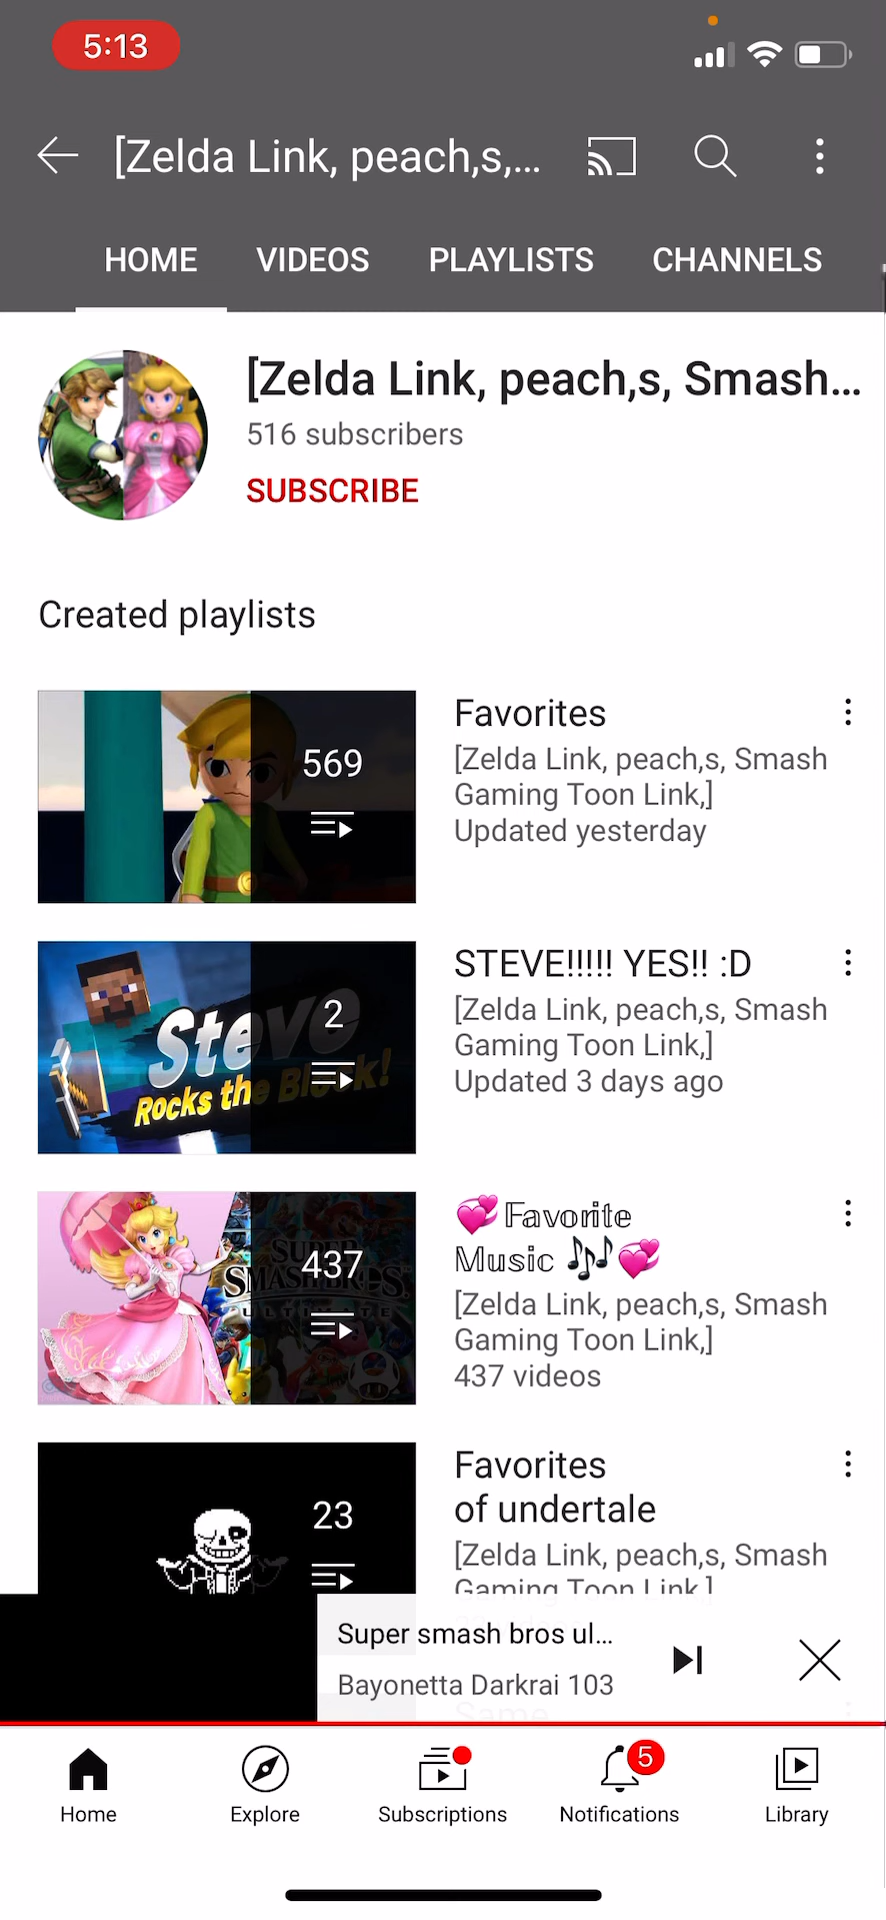 5:13
[Zelda Link, peach,s,...
HOME VIDEOS PLAYLISTS CHANNELS
[Zelda Link, peach,s, Smash...
516 subscribers
SUBSCRIBE
Created playlists
569
Favorites
[Zelda Link, peach,s, Smash
Gaming Toon Link,]
Updated yesterday
Steve
Rocks the Block!
2
STEVE!!!!! YES!! :D
[Zelda Link, peach,s, Smash
Gaming Toon Link,]
Updated 3 days ago
SUPER
SMASH BROS.
ULTIMATE
437
💞𝔽𝕒𝕧𝕠𝕣𝕚𝕥𝕖
𝕄𝕦𝕤𝕚𝕔 🎶💞
[Zelda Link, peach,s, Smash
Gaming Toon Link,]
437 videos
23
Favorites
of undertale
[Zelda Link, peach,s, Smash
Gaming Toon Link,]
Super smash bros ul...
Bayonetta Darkrai 103
Same
Home Explore Subscriptions Notifications Library
5